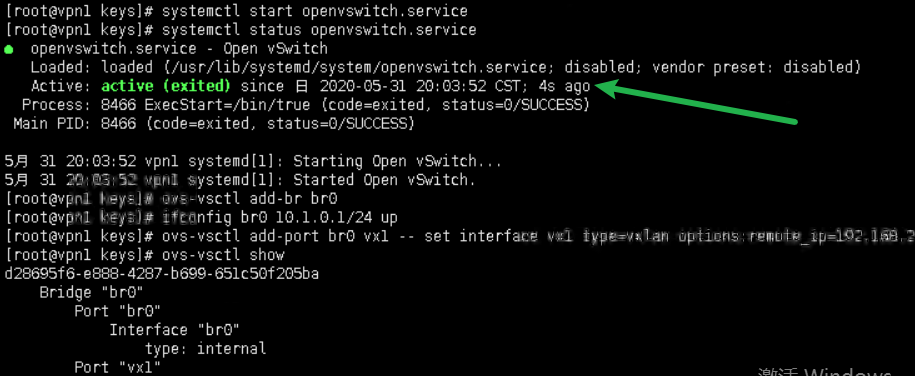 [root@vpn1 keys]# systemctl start openvswitch.service
[root@vpn1 keys]# systemctl status openvswitch.service
● openvswitch.service - Open vSwitch
Loaded: loaded (/usr/lib/systemd/system/openvswitch.service; disabled; vendor preset: disabled)
Active: active (exited) since 日 2020-05-31 20:03:52 CST; 4s ago
Process: 8466 ExecStart=/bin/true (code=exited, status=0/SUCCESS)
Main PID: 8466 (code=exited, status=0/SUCCESS)
5月 31 20:03:52 vpn1 systemd[1]: Starting Open vSwitch...
5月 31 20:03:52 vpn1 systemd[1]: Started Open vSwitch.
[root@vpn1 keys]# ovs-vsctl add-br br0
[root@vpn1 keys]# ifconfig br0 10.1.0.1/24 up
[root@vpn1 keys]# ovs-vsctl add-port br0 vx1 -- set interface vx1 type=vxlan options:remote_ip=192.168.2
[root@vpn1 keys]# ovs-vsctl show
d28695f6-e888-4287-b699-651c50f205ba
Bridge "br0"
Port "br0"
Interface "br0"
type: internal
Port "vx1"
激活 Windows